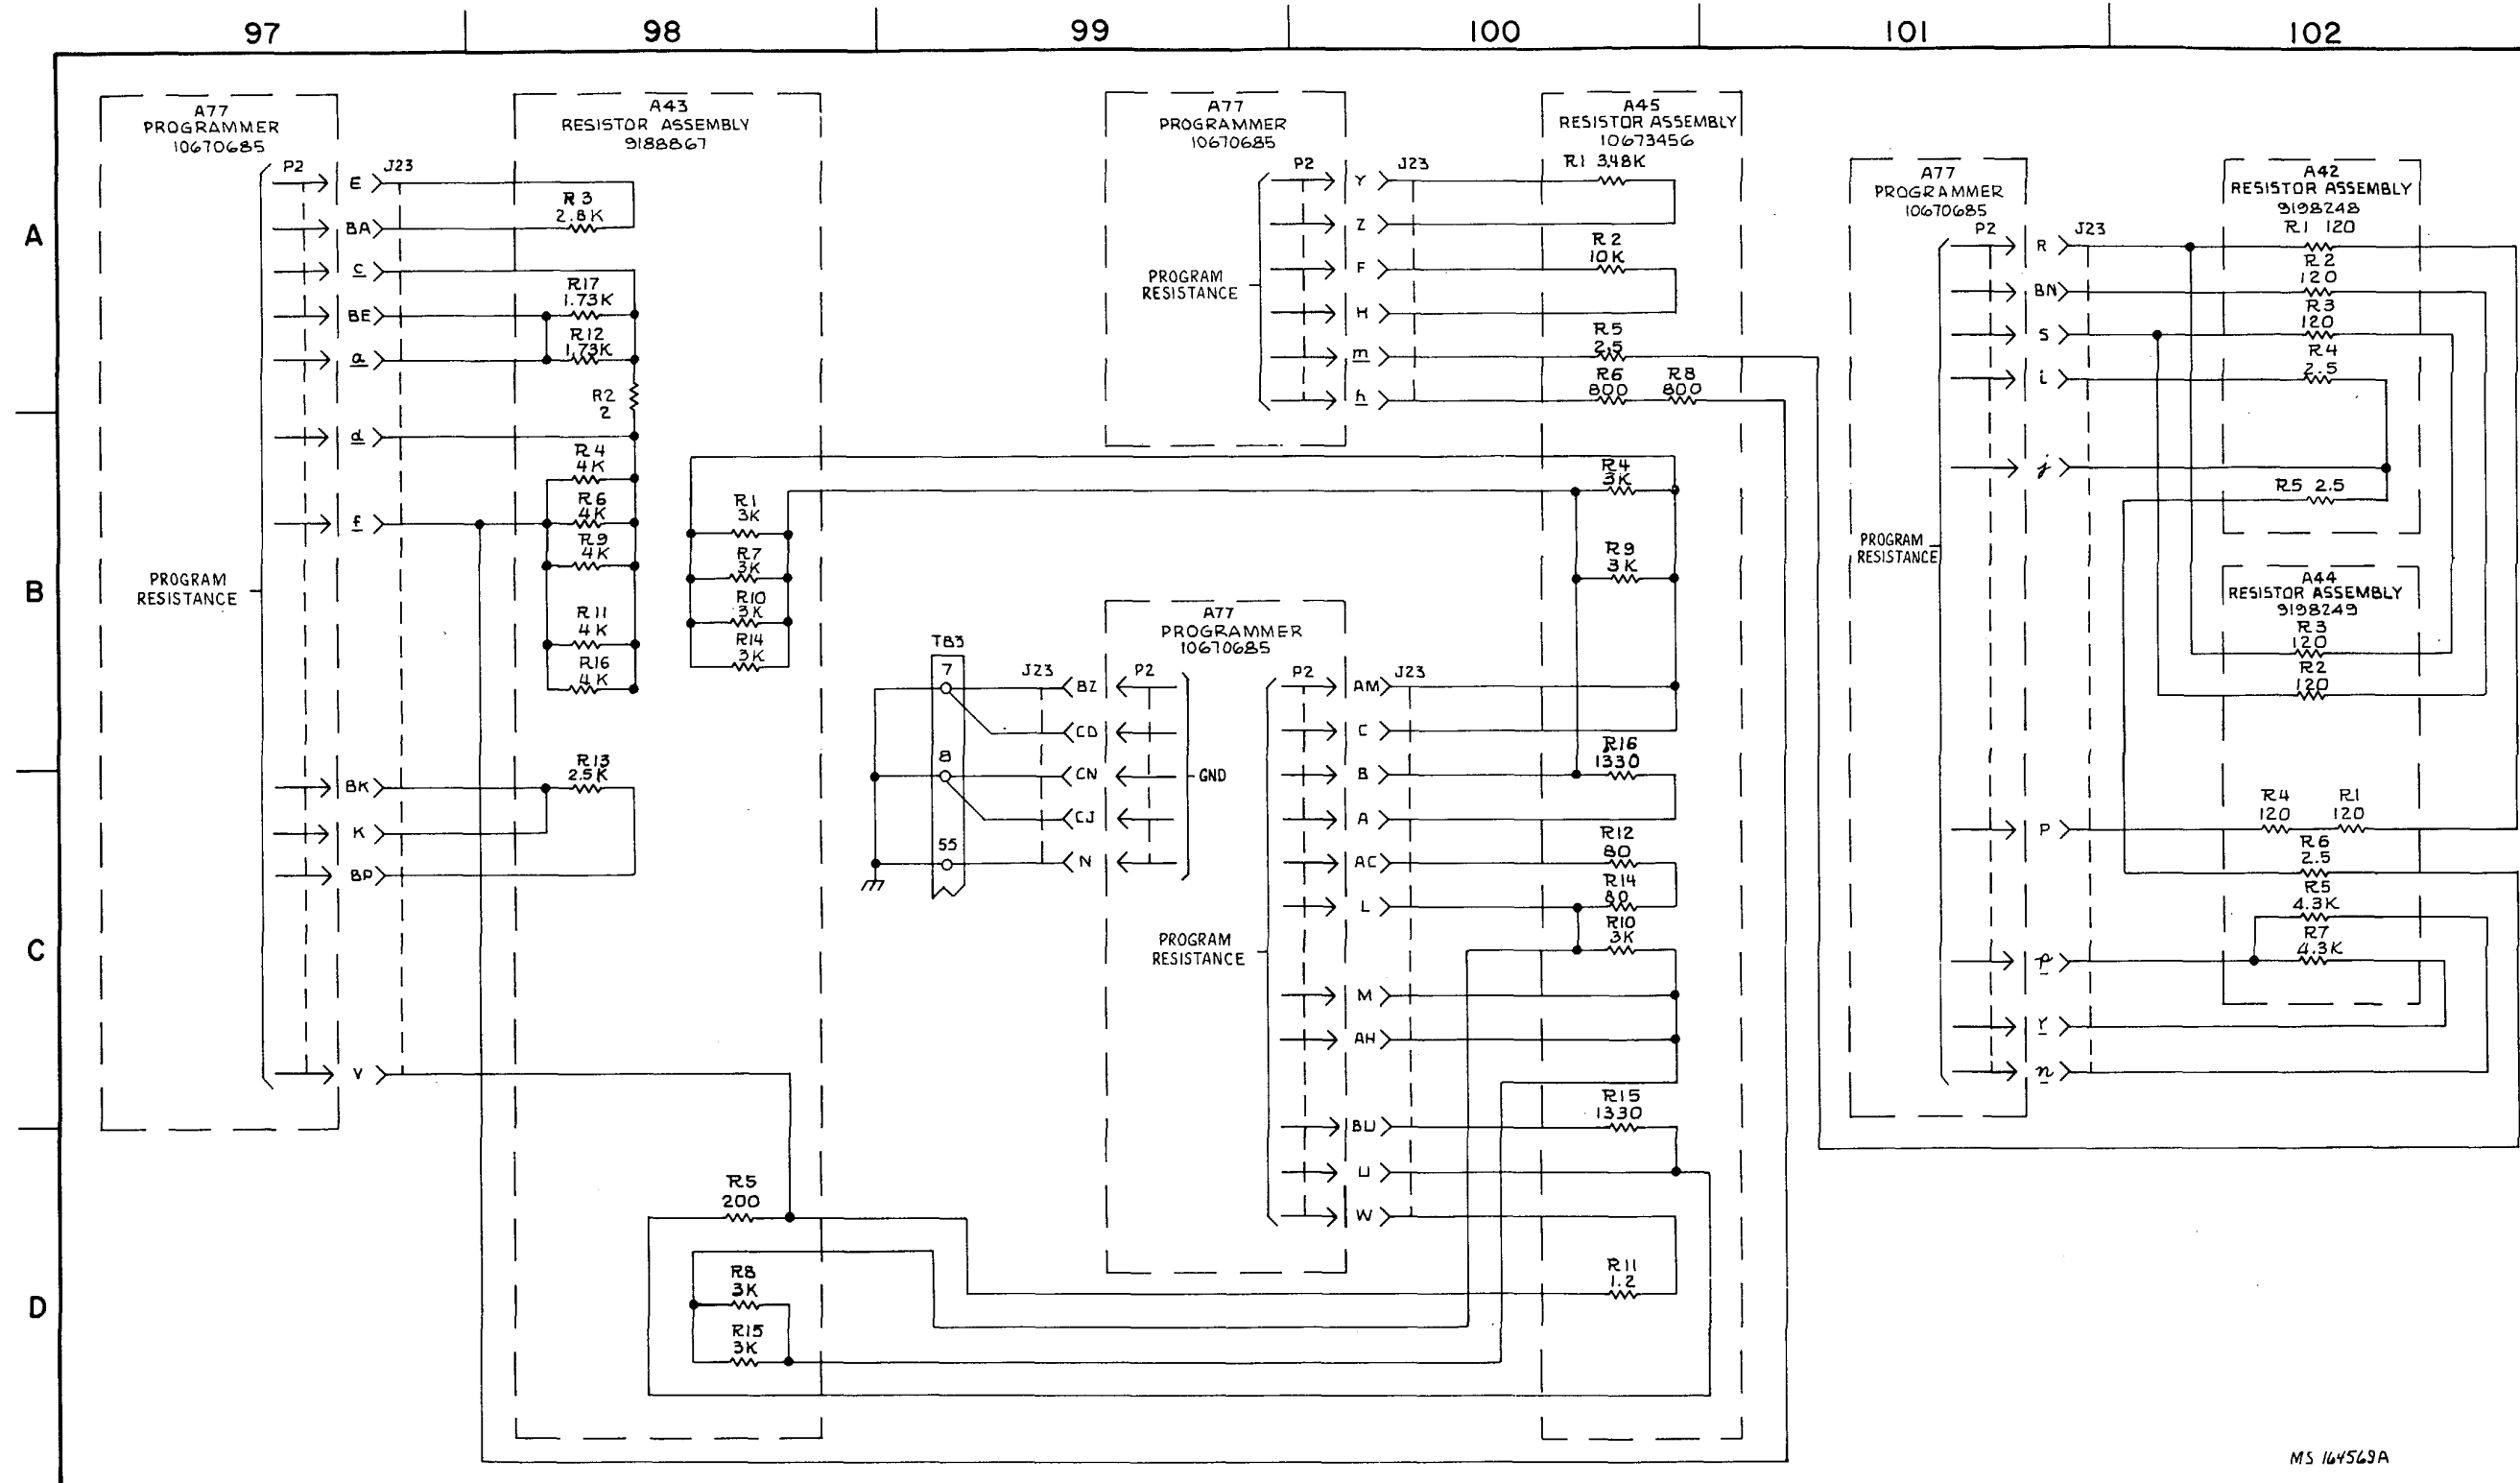 97 98 99 100 101 102
A
B
C
D
A77
PROGRAMMER
10670685
P2 J23
E
BA
c
BE
a
d
f
PROGRAM
RESISTANCE
BK
K
BP
V
A43
RESISTOR ASSEMBLY
9188867
R3
2.8K
R17
1.73K
R12
1.73K
R2
2
R4
4K
R6
4K
R9
4K
R11
4K
R16
4K
R1
3K
R7
3K
R10
3K
R14
3K
R13
2.5K
R5
200
R8
3K
R15
3K
A77
PROGRAMMER
10670685
P2 J23
Y
Z
F
H
m
h
PROGRAM
RESISTANCE
A45
RESISTOR ASSEMBLY
10673456
R1 3.48K
R2
10K
R5
2.5
R6 R8
800 800
R4
3K
R9
3K
R16
1330
R12
80
R14
80
R10
3K
R15
1330
R11
1.2
TB3
7
8
55
J23 P2
BZ
CD
CN
CJ
N
GND
A77
PROGRAMMER
10670685
P2 J23
AM
C
B
A
AC
L
M
AH
BU
U
W
PROGRAM
RESISTANCE
A77
PROGRAMMER
10670685
P2 J23
R
BN
S
i
j
P
p
r
n
PROGRAM
RESISTANCE
A42
RESISTOR ASSEMBLY
9198248
R1 120
R2
120
R3
120
R4
2.5
R5 2.5
A44
RESISTOR ASSEMBLY
9198249
R3
120
R2
120
R4 R1
120 120
R6
2.5
R5
4.3K
R7
4.3K
MS 164569A